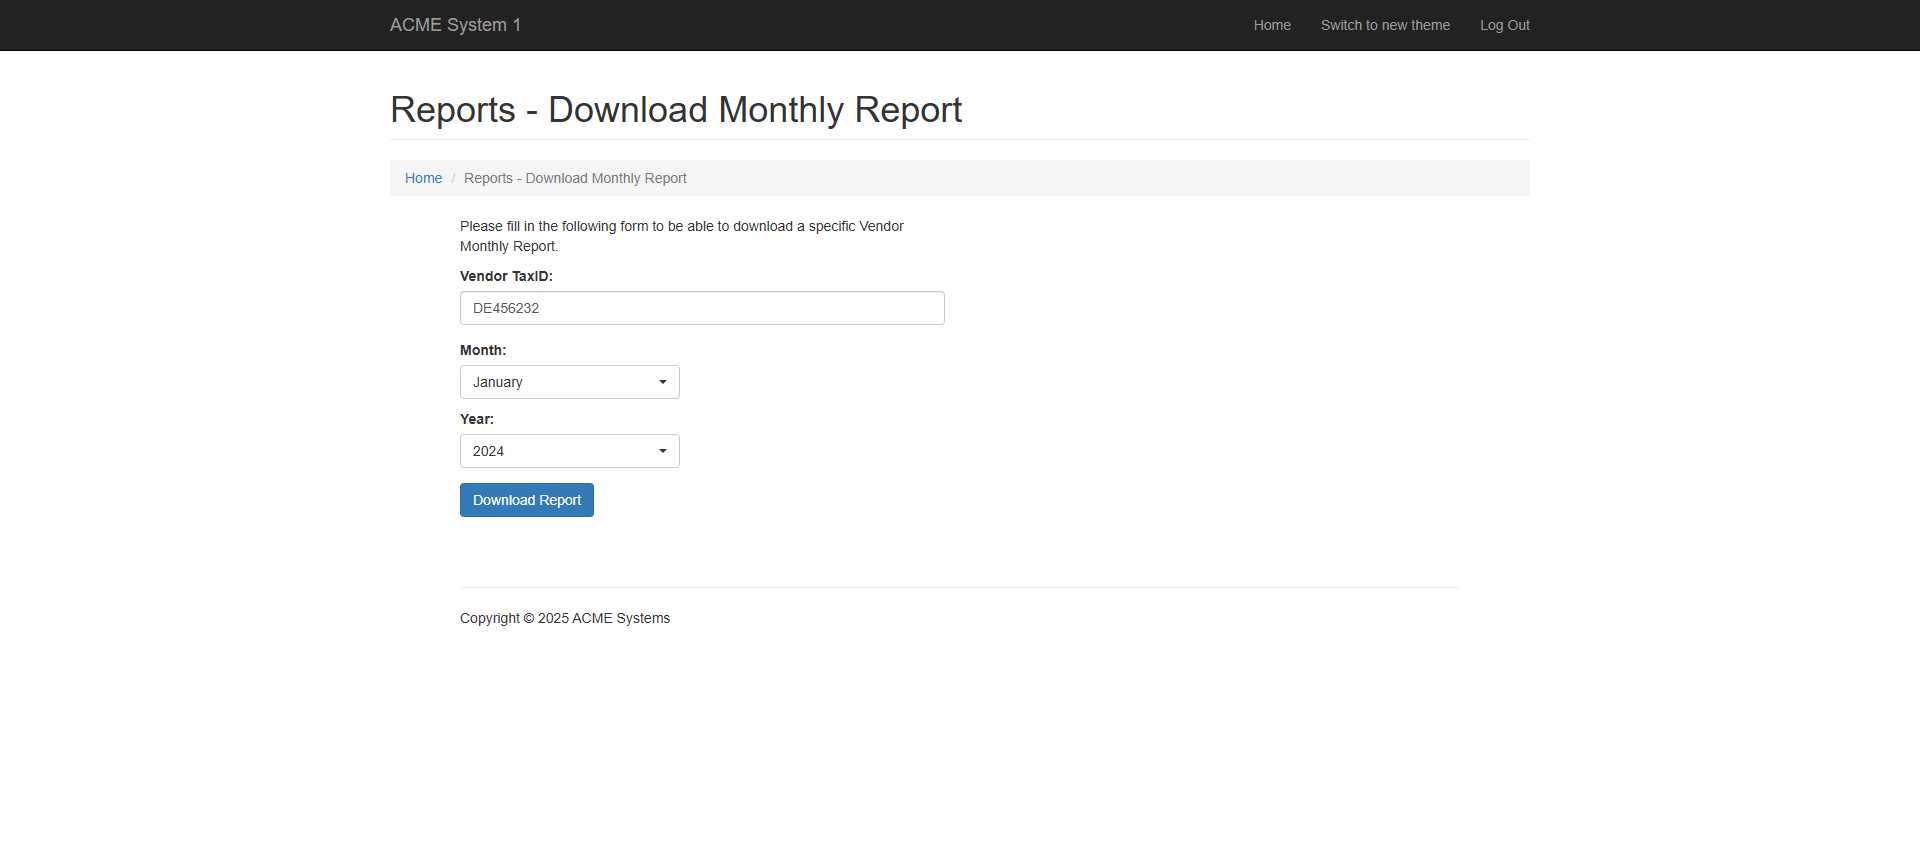 ACME System 1
Home
Switch to new theme
Log Out
Reports - Download Monthly Report
Home / Reports - Download Monthly Report
Please fill in the following form to be able to download a specific Vendor
Monthly Report.
Vendor TaxID:
DE456232
Month:
January
Year:
2024
Download Report
Copyright © 2025 ACME Systems